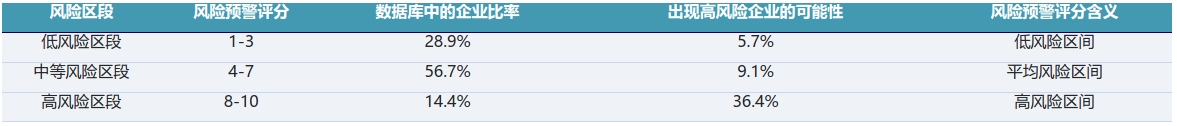 风险区段 风险预警评分 数据库中的企业比率 出现高风险企业的可能性 风险预警评分含义
低风险区段 1-3 28.9% 5.7% 低风险区间
中等风险区段 4-7 56.7% 9.1% 平均风险区间
高风险区段 8-10 14.4% 36.4% 高风险区间